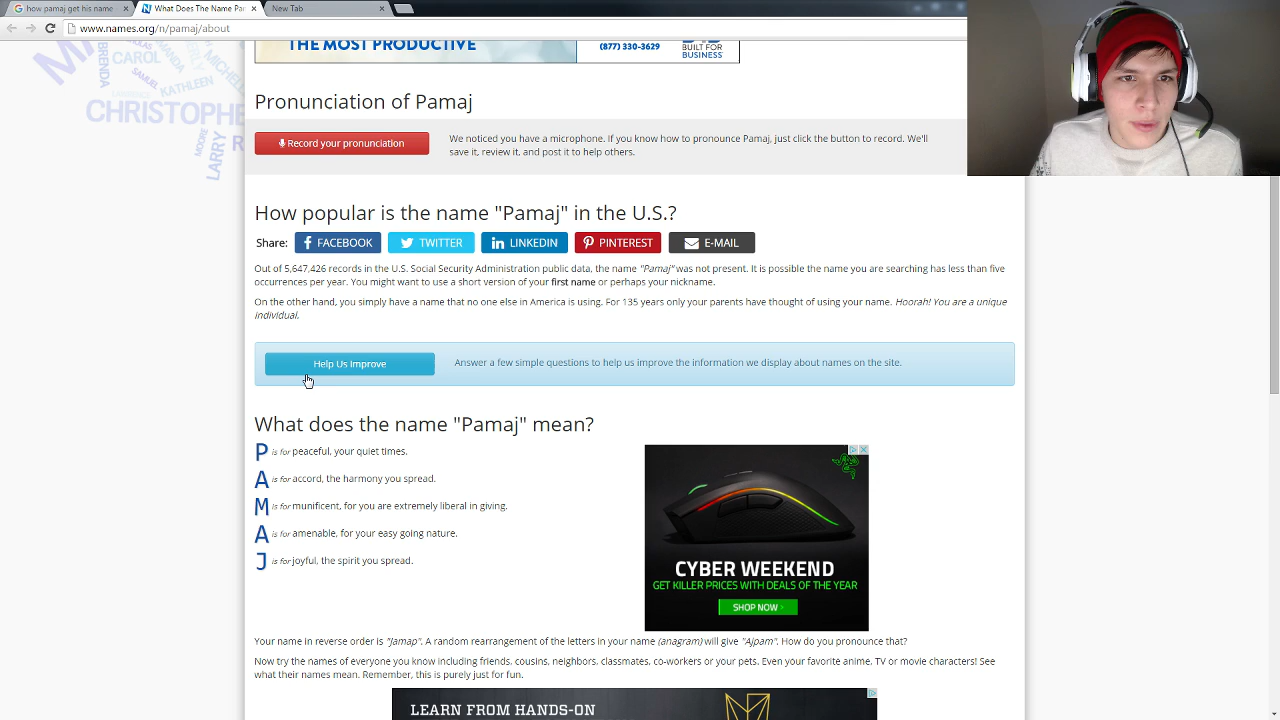 how pamaj get his name
What Does The Name Pa
New Tab
www.names.org/n/pamaj/about
BRENDA
CAROL
SAMUEL
KATHLEEN
CHRISTOPHE
MOORE
LARRY
THE MOST PRODUCTIVE
(877) 330-3629
BUILT FOR
BUSINESS
Pronunciation of Pamaj
Record your pronunciation
We noticed you have a microphone. If you know how to pronounce Pamaj, just click the button to record. We'll
save it, review it, and post it to help others.
How popular is the name "Pamaj" in the U.S.?
Share: FACEBOOK TWITTER LINKEDIN PINTEREST E-MAIL
Out of 5,647,426 records in the U.S. Social Security Administration public data, the name "Pamaj" was not present. It is possible the name you are searching has less than five
occurrences per year. You might want to use a short version of your first name or perhaps your nickname.
On the other hand, you simply have a name that no one else in America is using. For 135 years only your parents have thought of using your name. Hoorah! You are a unique
individual.
Help Us Improve
Answer a few simple questions to help us improve the information we display about names on the site.
What does the name "Pamaj" mean?
P is for peaceful, your quiet times.
A is for accord, the harmony you spread.
M is for munificent, for you are extremely liberal in giving.
A is for amenable, for your easy going nature.
J is for joyful, the spirit you spread.
CYBER WEEKEND
GET KILLER PRICES WITH DEALS OF THE YEAR
SHOP NOW
Your name in reverse order is "Jamap". A random rearrangement of the letters in your name (anagram) will give "Ajpam". How do you pronounce that?
Now try the names of everyone you know including friends, cousins, neighbors, classmates, co-workers or your pets. Even your favorite anime, TV or movie characters! See
what their names mean. Remember, this is purely just for fun.
LEARN FROM HANDS-ON